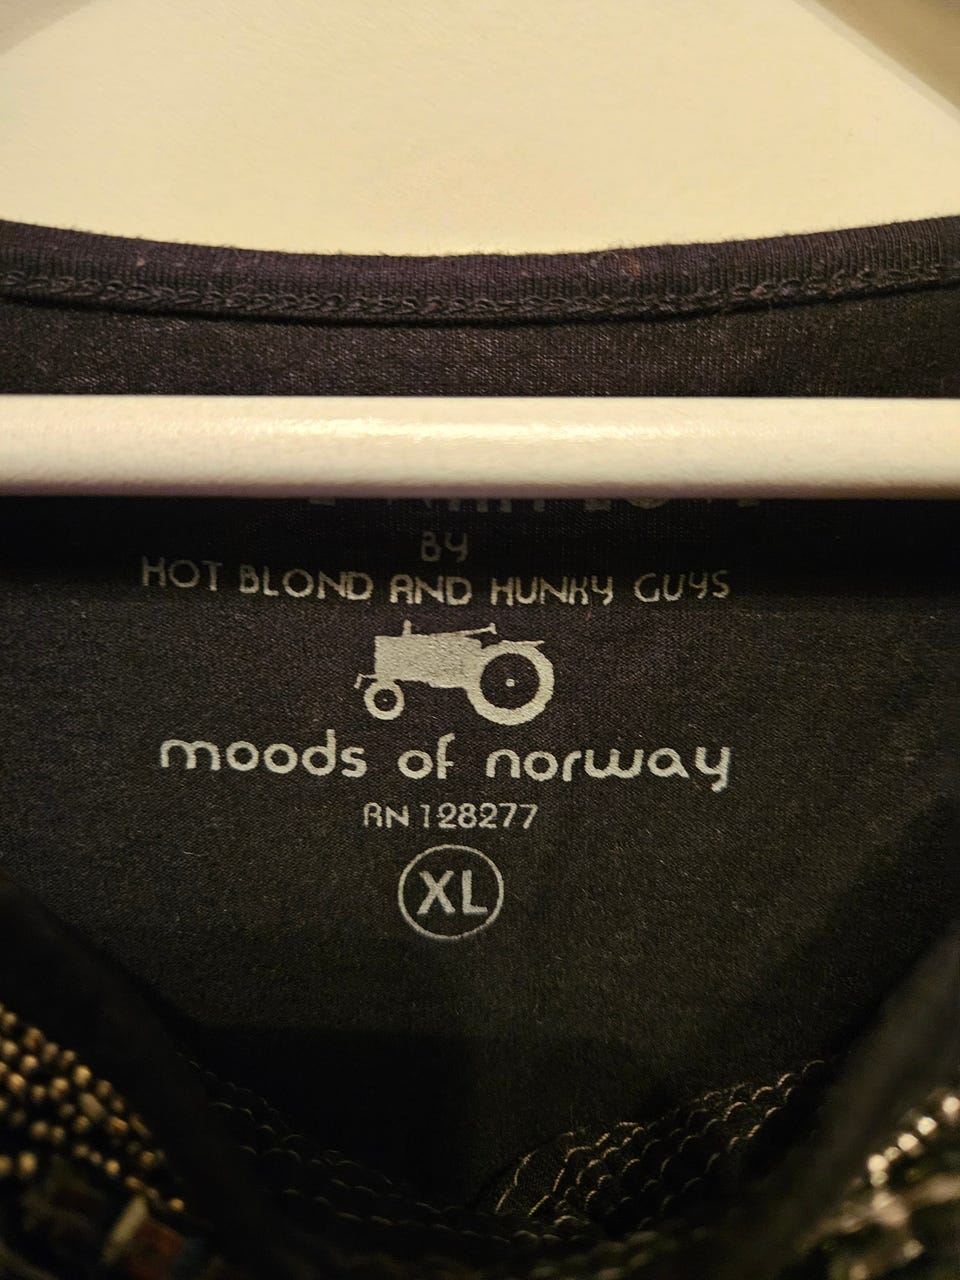 BY
HOT BLOND AND HUNKY GUYS
moods of norway
RN 128277
XL